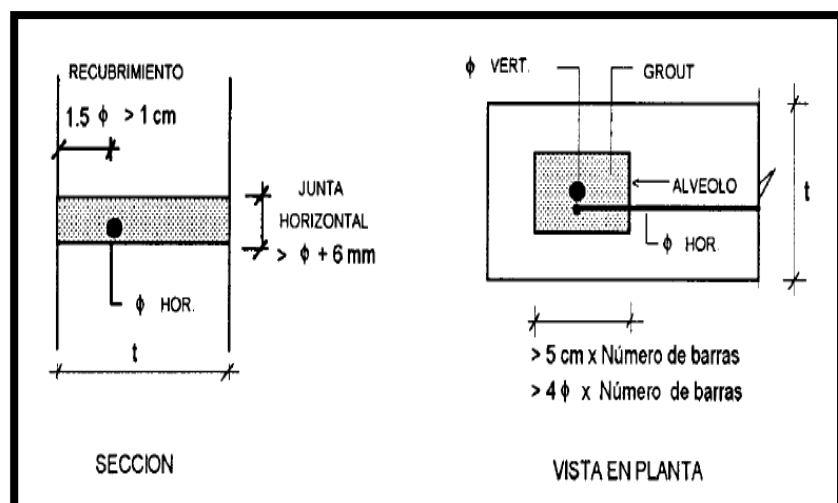 RECUBRIMIENTO
1.5 ϕ > 1 cm
JUNTA
HORIZONTAL
> ϕ + 6 mm
ϕ HOR.
t
SECCION
ϕ VERT.
GROUT
ALVEOLO
t
ϕ HOR.
> 5 cm x Número de barras
> 4 ϕ x Número de barras
VISTA EN PLANTA